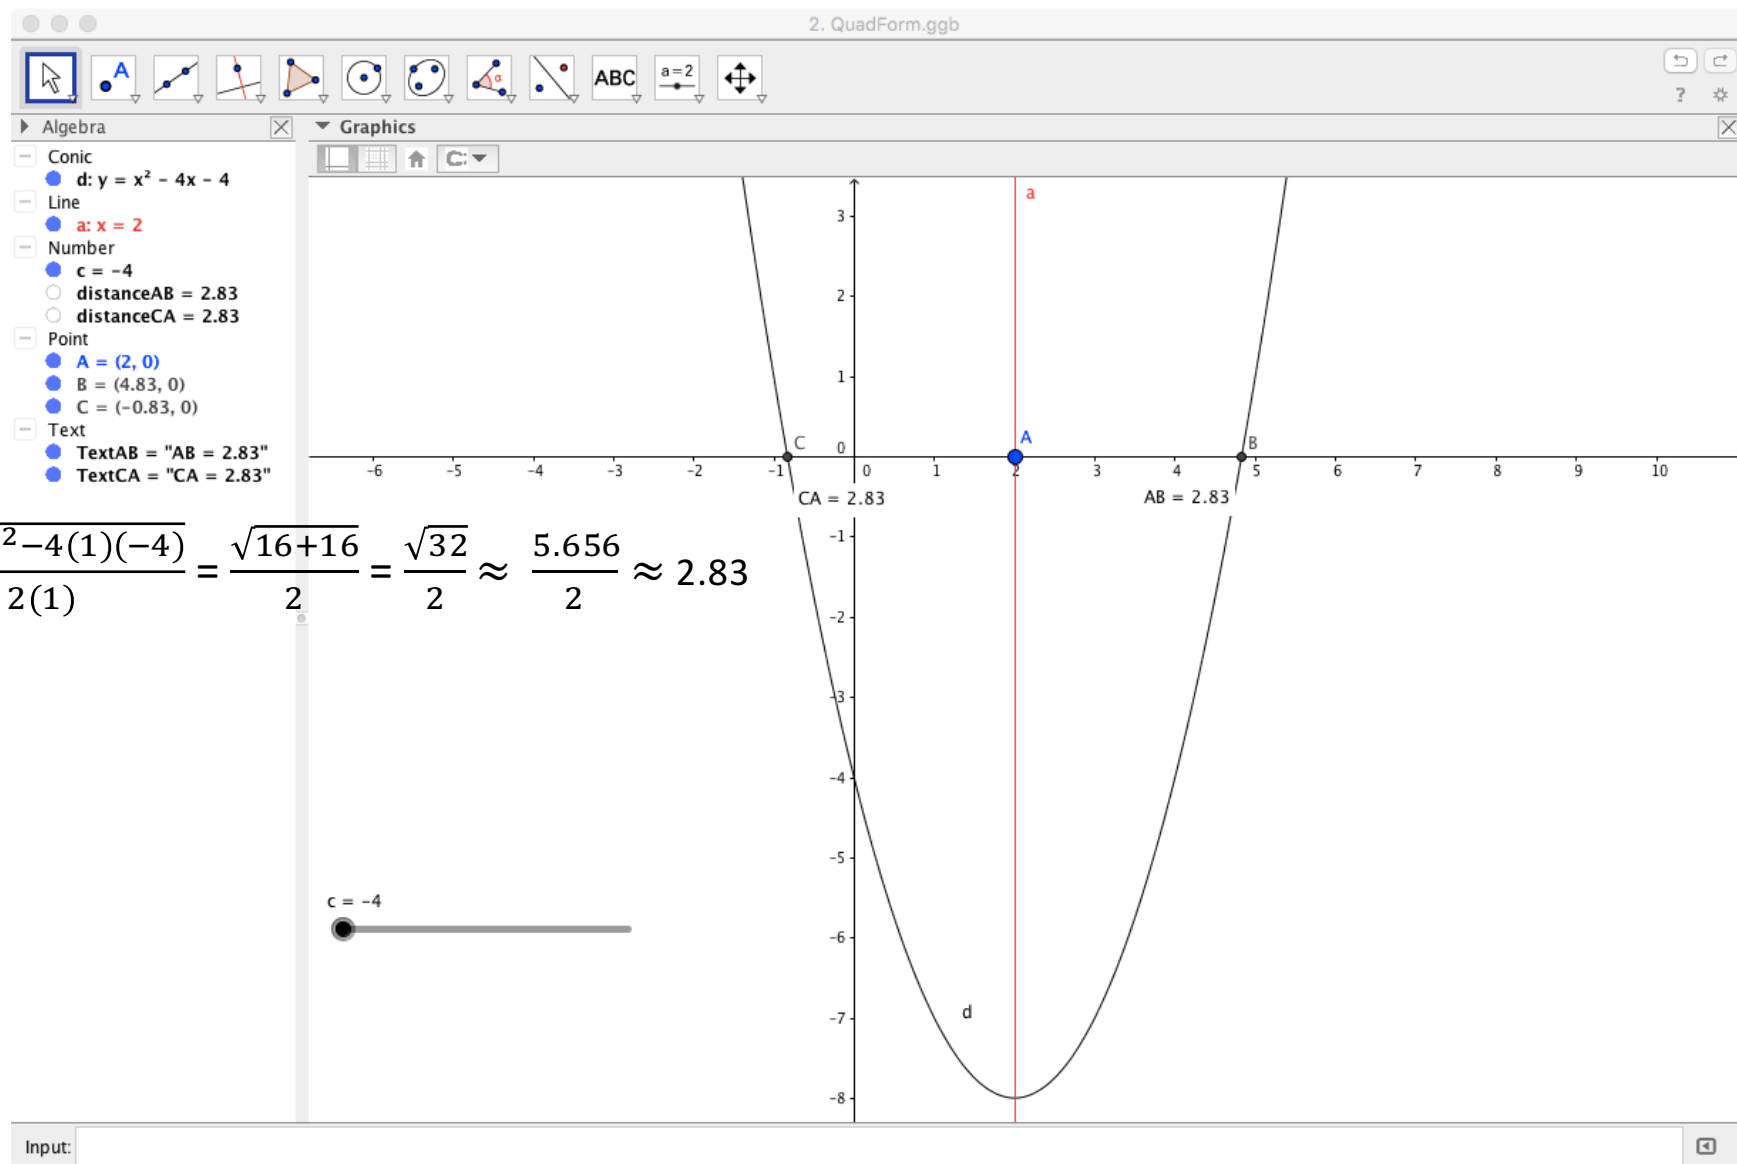 2. QuadForm.ggb
A α ABC a=2
?
Algebra
Graphics
Conic
d: y = x² – 4x – 4
Line
a: x = 2
Number
c = –4
distanceAB = 2.83
distanceCA = 2.83
Point
A = (2, 0)
B = (4.83, 0)
C = (–0.83, 0)
Text
TextAB = "AB = 2.83"
TextCA = "CA = 2.83"
²−4(1)(−4) / 2(1) = √16+16 / 2 = √32 / 2 ≈ 5.656 / 2 ≈ 2.83
a
3
2
1
0
C A B
-6 -5 -4 -3 -2 -1 0 1 2 3 4 5 6 7 8 9 10
CA = 2.83 AB = 2.83
-1
-2
-3
-4
-5
-6
-7
-8
c = –4
d
Input: